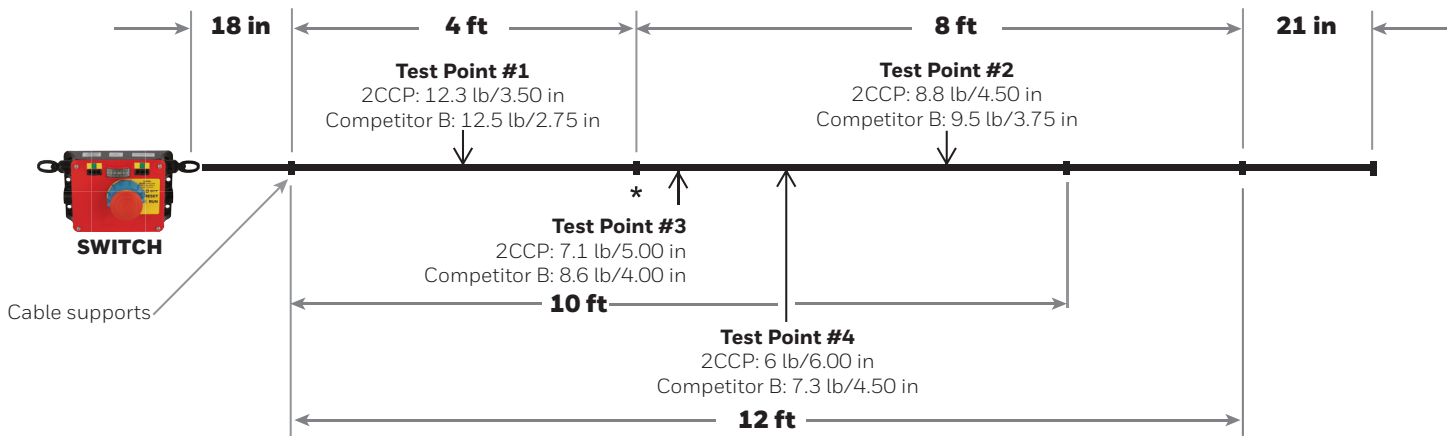 18 in
4 ft
8 ft
21 in
Test Point #1
2CCP: 12.3 lb/3.50 in
Competitor B: 12.5 lb/2.75 in
Test Point #2
2CCP: 8.8 lb/4.50 in
Competitor B: 9.5 lb/3.75 in
SWITCH
*
Test Point #3
2CCP: 7.1 lb/5.00 in
Competitor B: 8.6 lb/4.00 in
Cable supports
10 ft
Test Point #4
2CCP: 6 lb/6.00 in
Competitor B: 7.3 lb/4.50 in
12 ft